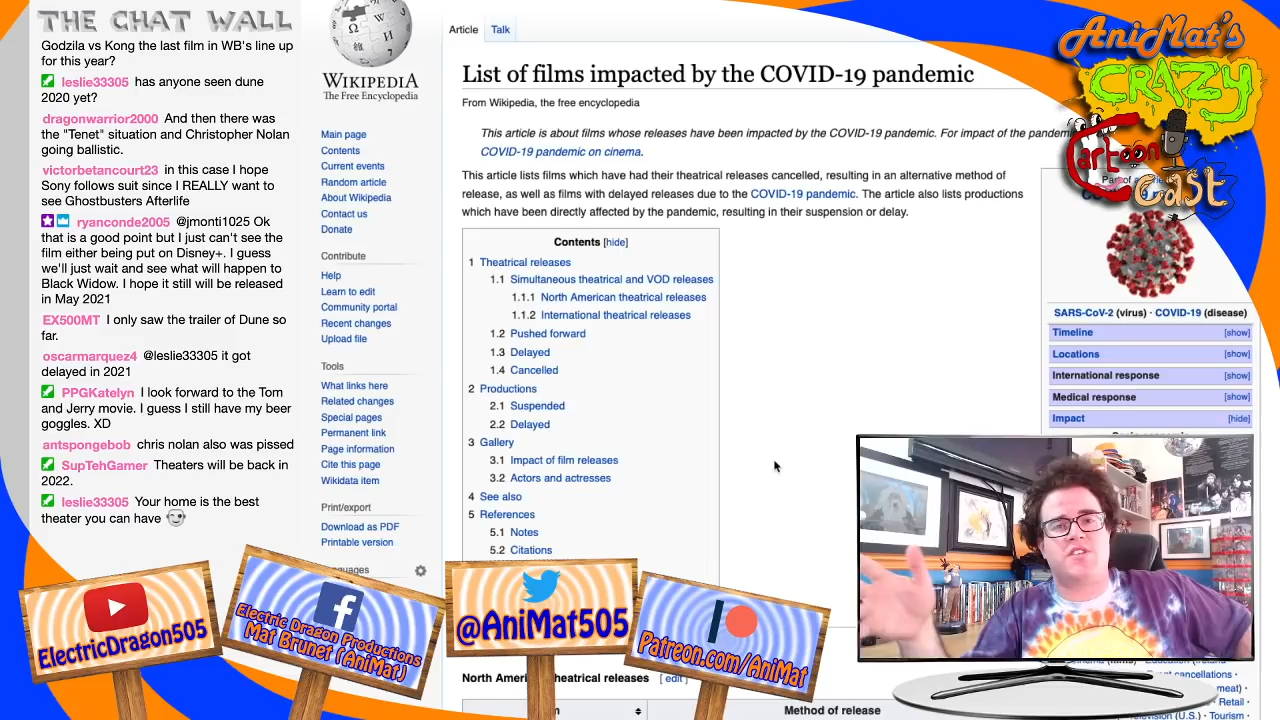 THE CHAT WALL
Godzila vs Kong the last film in WB's line up
for this year?
leslie33305 has anyone seen dune
2020 yet?
dragonwarrior2000 And then there was
the "Tenet" situation and Christopher Nolan
going ballistic.
victorbetancourt23 in this case I hope
Sony follows suit since I REALLY want to
see Ghostbusters Afterlife
ryanconde2005 @jmonti1025 Ok
that is a good point but I just can't see the
film either being put on Disney+. I guess
we'll just wait and see what will happen to
Black Widow. I hope it still will be released
in May 2021
EX500MT I only saw the trailer of Dune so
far.
oscarmarquez4 @leslie33305 it got
delayed in 2021
PPGKatelyn I look forward to the Tom
and Jerry movie. I guess I still have my beer
goggles. XD
antspongebob chris nolan also was pissed
SupTehGamer Theaters will be back in
2022.
leslie33305 Your home is the best
theater you can have
WIKIPEDIA
The Free Encyclopedia
Main page
Contents
Current events
Random article
About Wikipedia
Contact us
Donate
Contribute
Help
Learn to edit
Community portal
Recent changes
Upload file
Tools
What links here
Related changes
Special pages
Permanent link
Page information
Cite this page
Wikidata item
Print/export
Download as PDF
Printable version
Article Talk
List of films impacted by the COVID-19 pandemic
From Wikipedia, the free encyclopedia
This article is about films whose releases have been impacted by the COVID-19 pandemic. For impact of the
COVID-19 pandemic on cinema.
This article lists films which have had their theatrical releases cancelled, resulting in an alternative method of
release, as well as films with delayed releases due to the COVID-19 pandemic. The article also lists productions
which have been directly affected by the pandemic, resulting in their suspension or delay.
Contents [hide]
1 Theatrical releases
1.1 Simultaneous theatrical and VOD releases
1.1.1 North American theatrical releases
1.1.2 International theatrical releases
1.2 Pushed forward
1.3 Delayed
1.4 Cancelled
2 Productions
2.1 Suspended
2.2 Delayed
3 Gallery
3.1 Impact of film releases
3.2 Actors and actresses
4 See also
5 References
5.1 Notes
5.2 Citations
AniMat's
CRAZY
Cartoon
Cast
SARS-CoV-2 (virus) · COVID-19 (disease)
Timeline [show]
Locations [show]
International response [show]
Medical response [show]
Impact [hide]
ElectricDragon505
Electric Dragon Productions
Mat Brunet (AniMat)
@AniMat505
Patreon.com/AniMat
[edit]
Method of release
Retail
Tourism